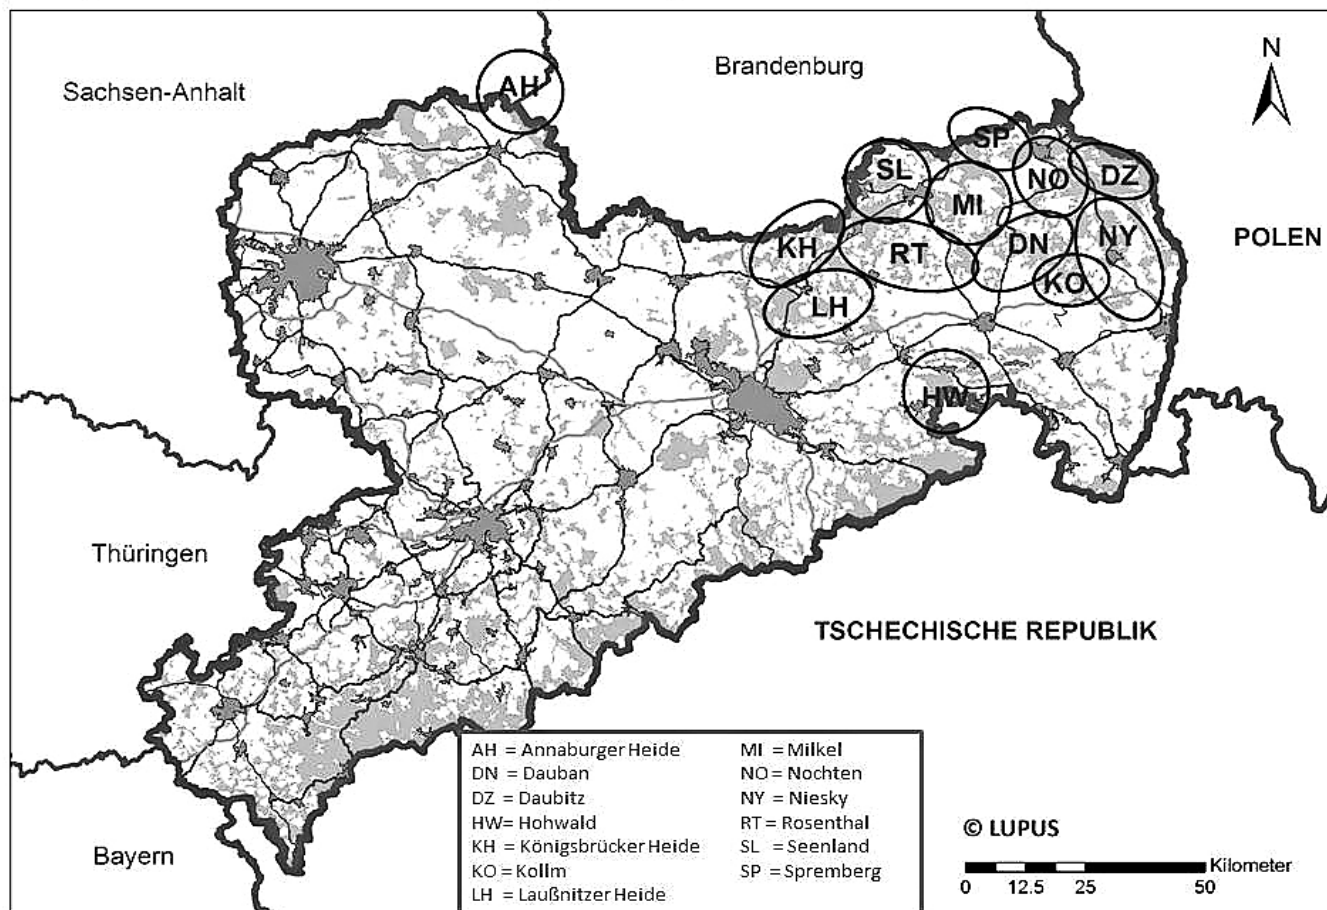 Sachsen-Anhalt
AH
Brandenburg
N
SP
SL
NO
DZ
MI
KH
RT
DN
NY
POLEN
KO
LH
HW
Thüringen
TSCHECHISCHE REPUBLIK
Bayern
AH = Annaburger Heide
DN = Dauban
DZ = Daubitz
HW= Hohwald
KH = Königsbrücker Heide
KO = Kollm
LH = Laußnitzer Heide
MI = Milkel
NO = Nochten
NY = Niesky
RT = Rosenthal
SL = Seenland
SP = Spremberg
© LUPUS
Kilometer
0 12.5 25 50